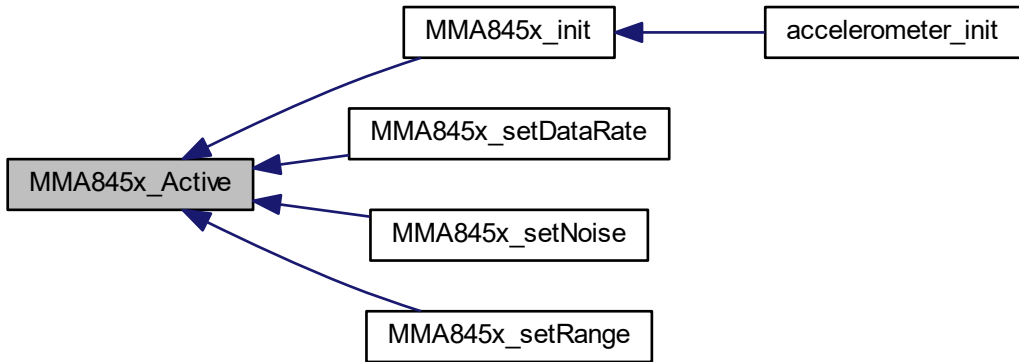 MMA845x_init
accelerometer_init
MMA845x_setDataRate
MMA845x_Active
MMA845x_setNoise
MMA845x_setRange